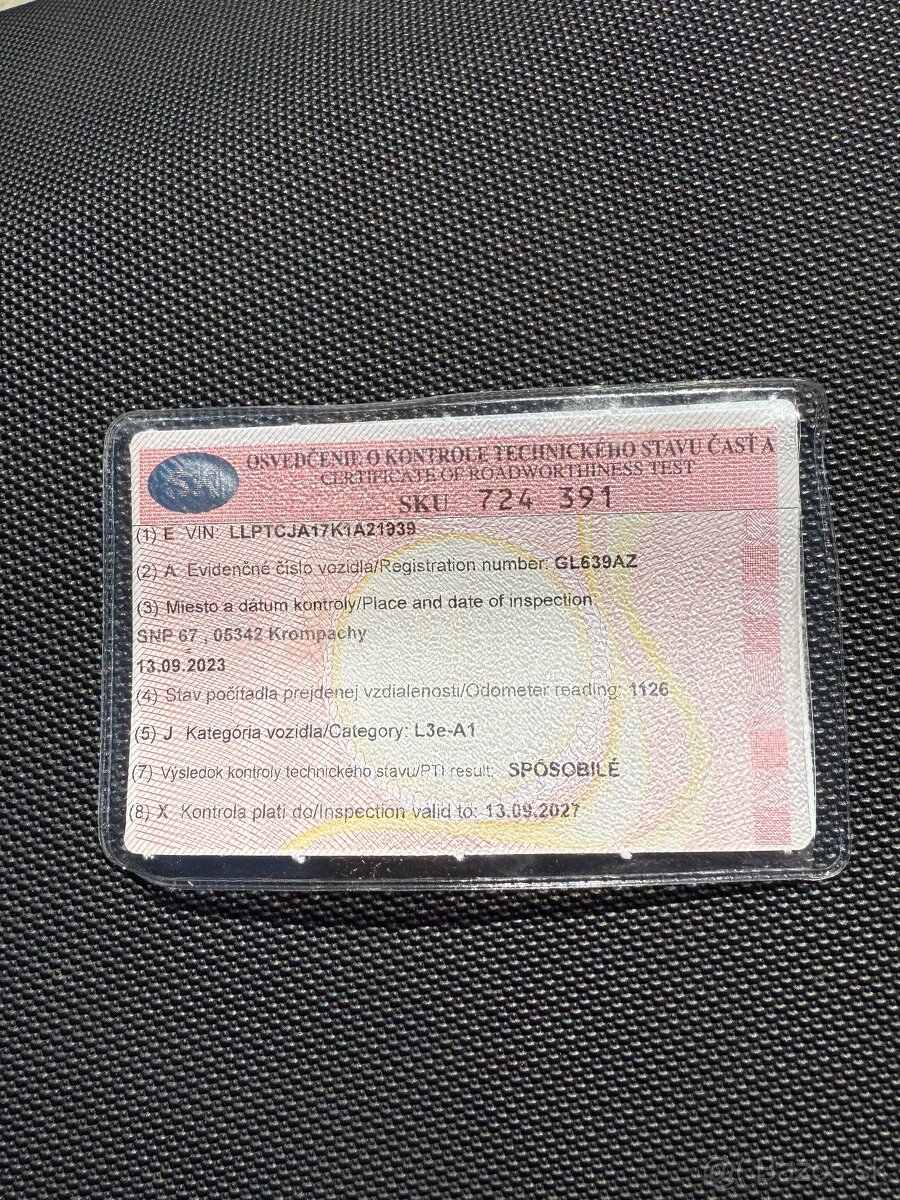 SK
OSVEDČENIE O KONTROLE TECHNICKÉHO STAVU ČASŤ A
CERTIFICATE OF ROADWORTHINESS TEST
SKU 724 391
(1) E VIN: LLPTCJA17K1A21939
(2) A Evidenčné číslo vozidla/Registration number: GL639AZ
(3) Miesto a dátum kontroly/Place and date of inspection:
SNP 67 , 05342 Krompachy
13.09.2023
(4) Stav počítadla prejdenej vzdialenosti/Odometer reading: 1126
(5) J Kategória vozidla/Category: L3e-A1
(7) Výsledok kontroly technického stavu/PTI result: SPÔSOBILÉ
(8) X Kontrola platí do/Inspection valid to: 13.09.2027
Bazos.sk